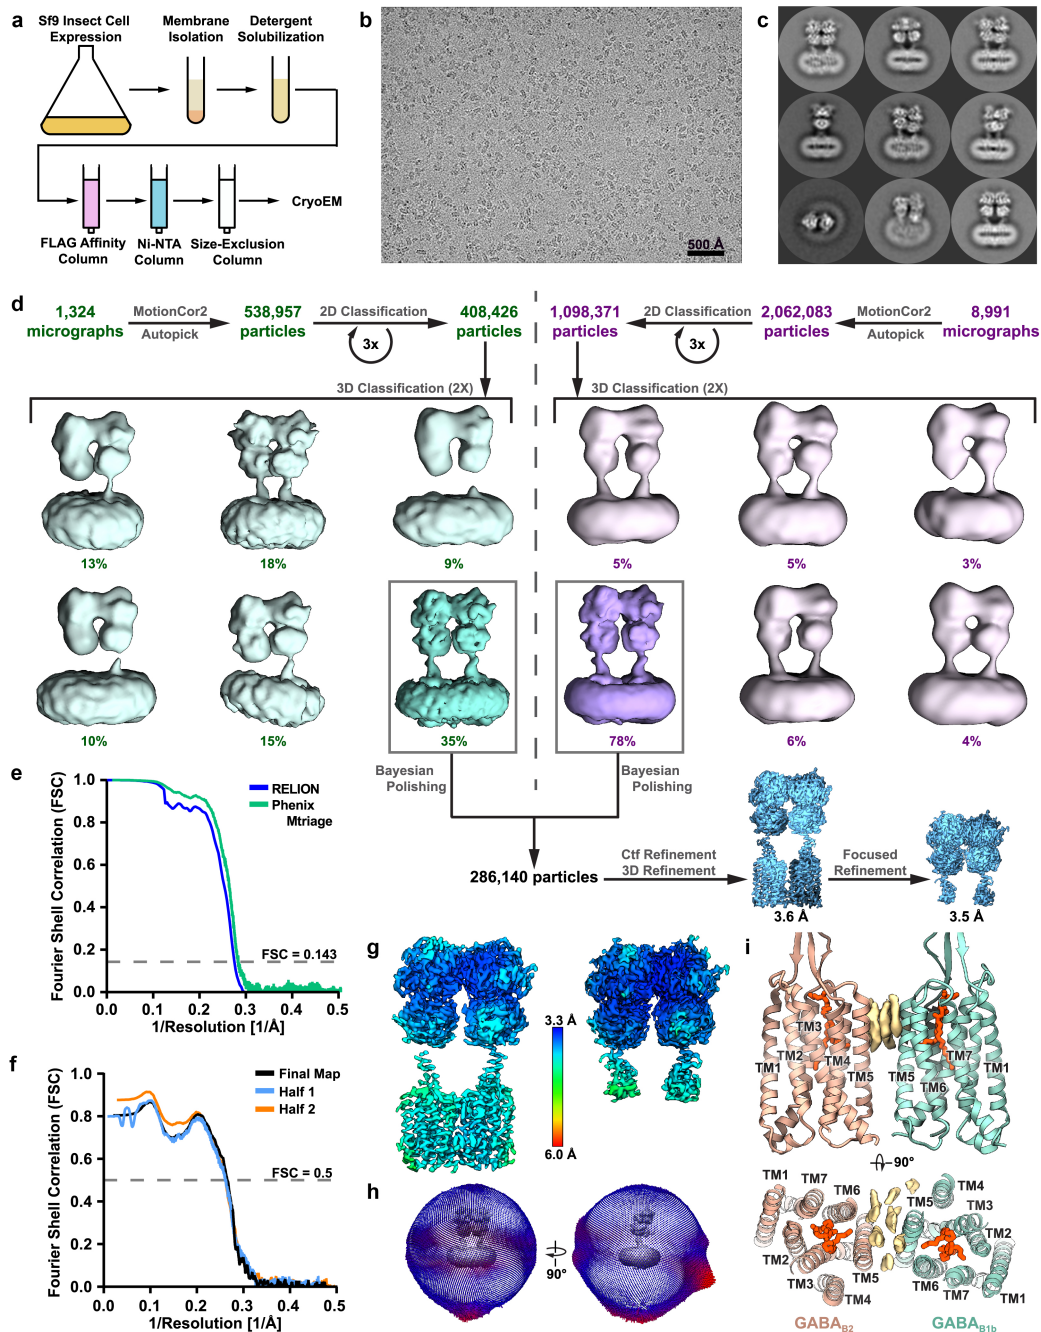 a
Sf9 Insect Cell
Expression
Membrane
Isolation
Detergent
Solubilization
FLAG Affinity
Column
Ni-NTA
Column
Size-Exclusion
Column
CryoEM
b
500 Å
c
d
1,324
micrographs
MotionCor2
Autopick
538,957
particles
2D Classification
3x
408,426
particles
1,098,371
particles
2D Classification
3x
2,062,083
particles
MotionCor2
Autopick
8,991
micrographs
3D Classification (2X)
3D Classification (2X)
13%
18%
9%
5%
5%
3%
10%
15%
35%
78%
6%
4%
Bayesian
Polishing
Bayesian
Polishing
286,140 particles
Ctf Refinement
3D Refinement
3.6 Å
Focused
Refinement
3.5 Å
e
Fourier Shell Correlation (FSC)
1.0
0.8
0.6
0.4
0.2
0.0
RELION
Phenix
Mtriage
FSC = 0.143
0.0
0.1
0.2
0.3
0.4
0.5
1/Resolution [1/Å]
f
Fourier Shell Correlation (FSC)
1.0
0.8
0.6
0.4
0.2
0.0
Final Map
Half 1
Half 2
FSC = 0.5
0.0
0.1
0.2
0.3
0.4
0.5
1/Resolution [1/Å]
g
3.3 Å
6.0 Å
h
90°
i
TM3
TM2
TM4
TM1
TM5
TM7
TM5
TM1
TM6
90°
TM1
TM7
TM6
TM2
TM3
TM4
TM5
TM5
TM4
TM3
TM2
TM6
TM7
TM1
GABAB2
GABAB1b